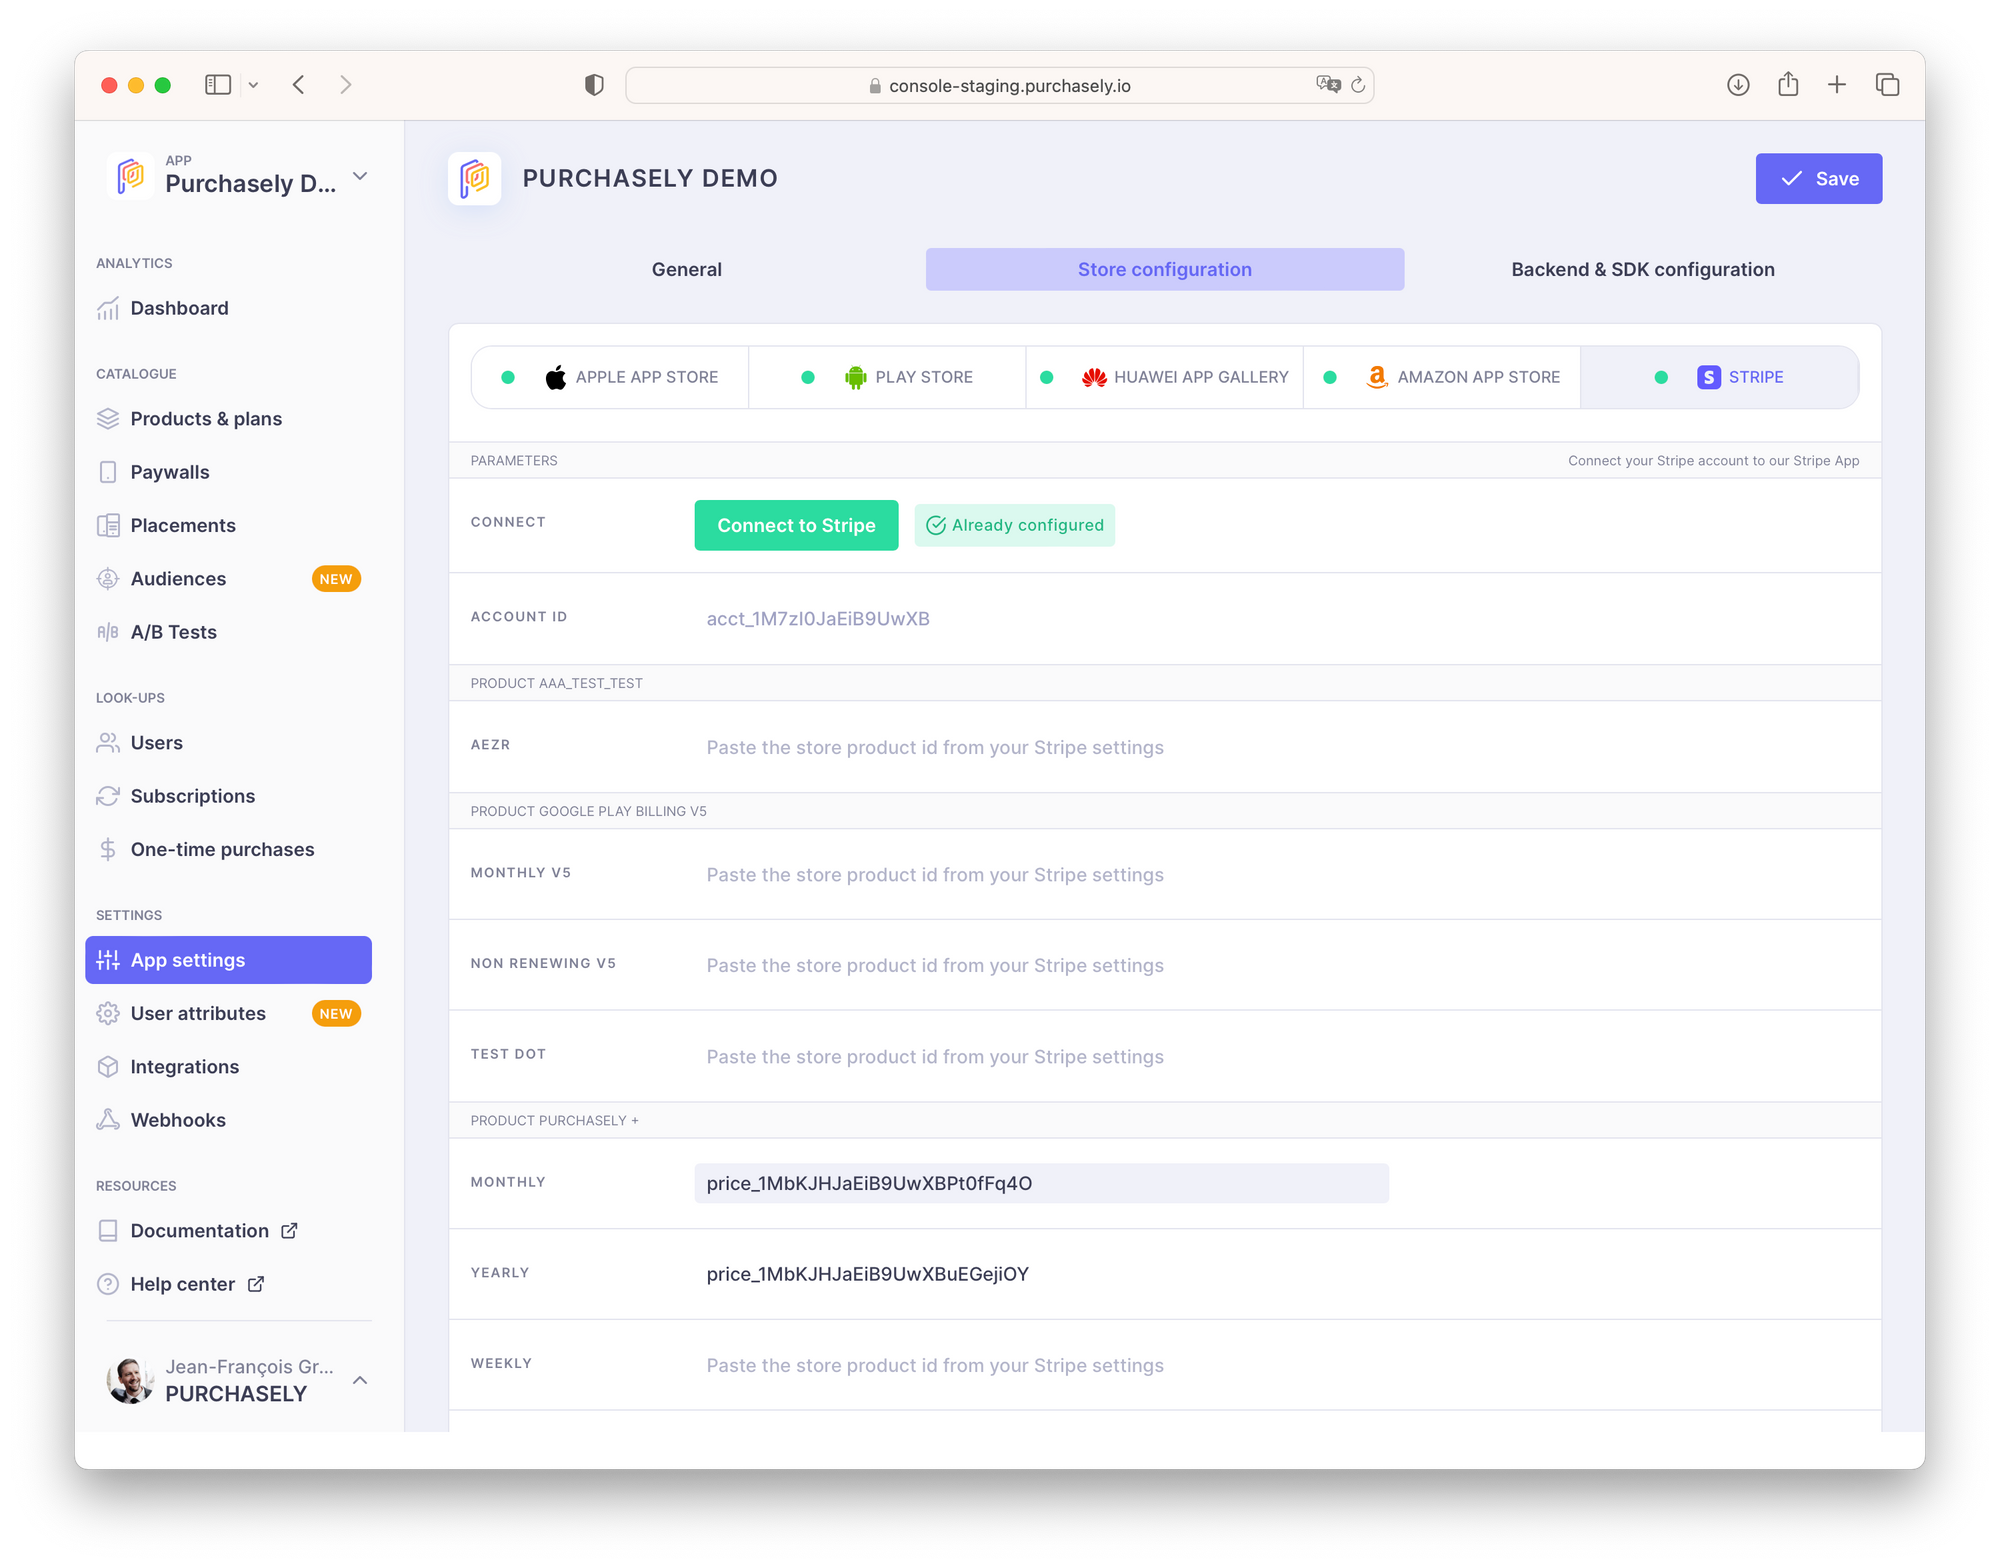 console-staging.purchasely.io
APP
Purchasely D...
ANALYTICS
Dashboard
CATALOGUE
Products & plans
Paywalls
Placements
Audiences NEW
A/B Tests
LOOK-UPS
Users
Subscriptions
One-time purchases
SETTINGS
App settings
User attributes NEW
Integrations
Webhooks
RESOURCES
Documentation
Help center
Jean-François Gr...
PURCHASELY
PURCHASELY DEMO
Save
General Store configuration Backend & SDK configuration
APPLE APP STORE PLAY STORE HUAWEI APP GALLERY AMAZON APP STORE STRIPE
PARAMETERS Connect your Stripe account to our Stripe App
CONNECT Connect to Stripe Already configured
ACCOUNT ID acct_1M7zI0JaEiB9UwXB
PRODUCT AAA_TEST_TEST
AEZR Paste the store product id from your Stripe settings
PRODUCT GOOGLE PLAY BILLING V5
MONTHLY V5 Paste the store product id from your Stripe settings
NON RENEWING V5 Paste the store product id from your Stripe settings
TEST DOT Paste the store product id from your Stripe settings
PRODUCT PURCHASELY +
MONTHLY price_1MbKJHJaEiB9UwXBPt0fFq4O
YEARLY price_1MbKJHJaEiB9UwXBuEGejiOY
WEEKLY Paste the store product id from your Stripe settings